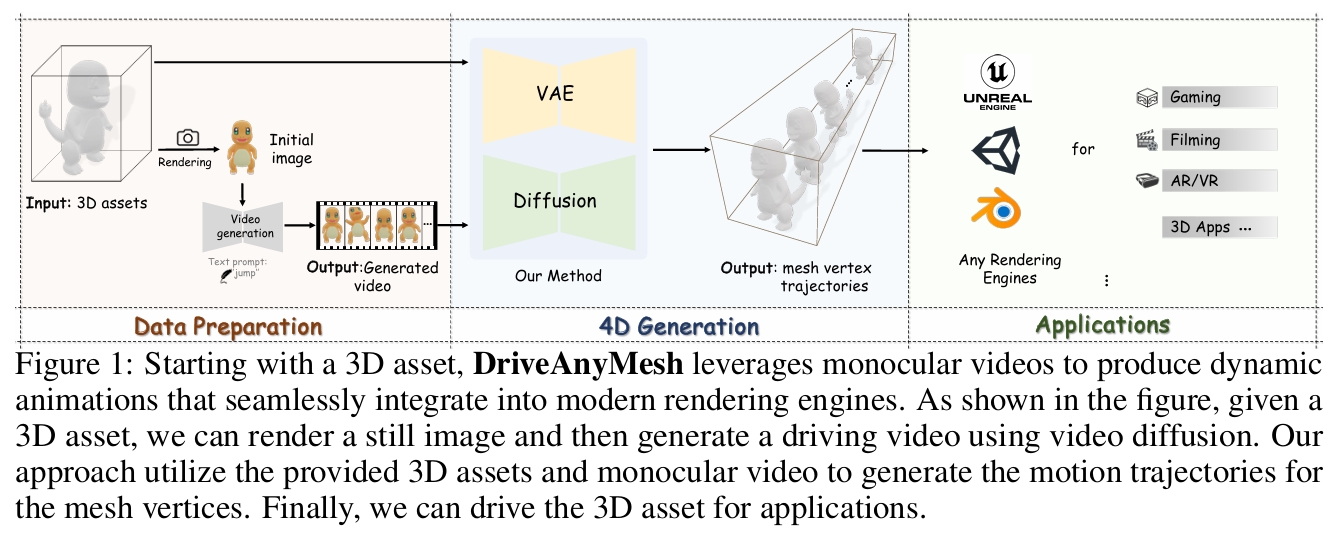 Input: 3D assets
Rendering
Initial
image
Video
generation
Text prompt:
"jump"
Output:Generated
video
...
Data Preparation
VAE
Diffusion
Our Method
...
Output: mesh vertex
trajectories
4D Generation
UNREAL
ENGINE
Any Rendering
Engines
for
Gaming
Filming
AR/VR
3D Apps ...
Applications
Figure 1: Starting with a 3D asset, DriveAnyMesh leverages monocular videos to produce dynamic
animations that seamlessly integrate into modern rendering engines. As shown in the figure, given a
3D asset, we can render a still image and then generate a driving video using video diffusion. Our
approach utilize the provided 3D assets and monocular video to generate the motion trajectories for
the mesh vertices. Finally, we can drive the 3D asset for applications.